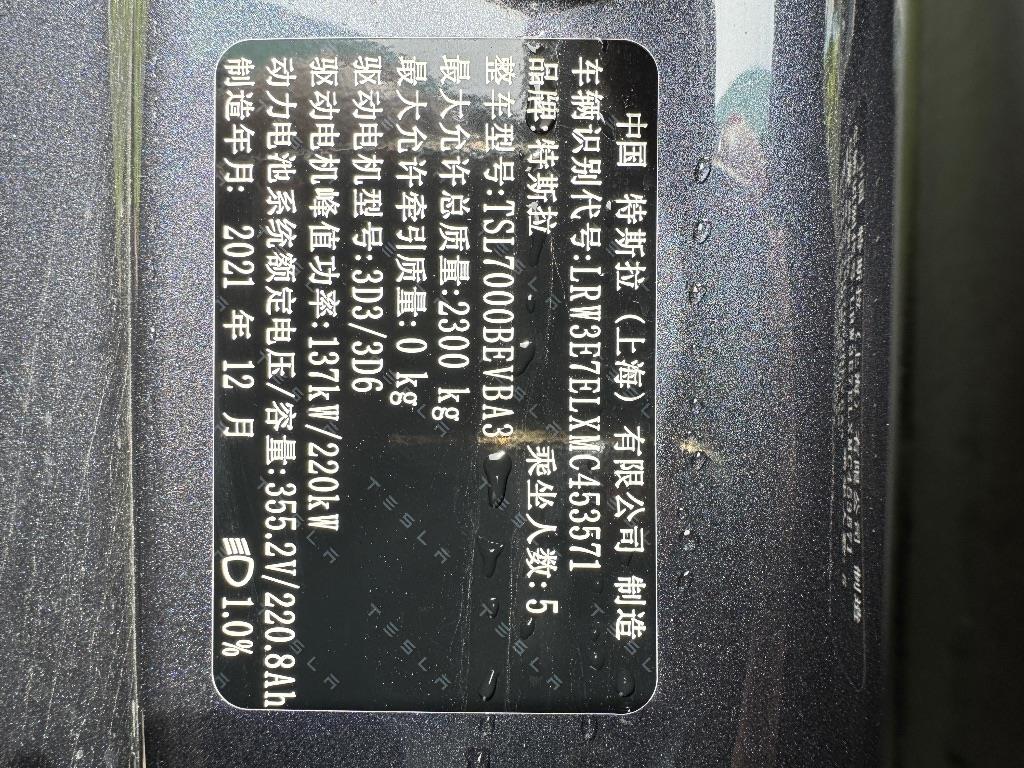 中国 特斯拉（上海）有限公司 制造
车辆识别代号:LRW3E7ELXMC453571
品牌:特斯拉 乘坐人数:5
整车型号:TSL7000BEVBA3
最大允许总质量:2300 kg
最大允许牵引质量:0 kg
驱动电机型号:3D3/3D6
驱动电机峰值功率:137kW/220kW
动力电池系统额定电压/容量:355.2V/220.8Ah
制造年月: 2021 年 12 月 1.0%